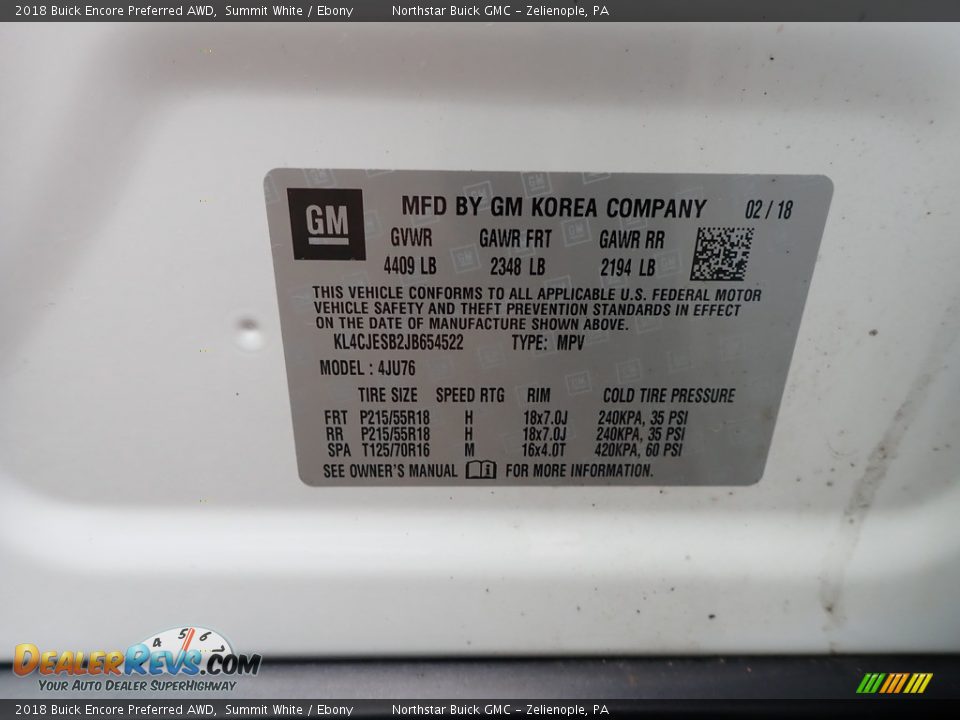 2018 Buick Encore Preferred AWD, Summit White / Ebony Northstar Buick GMC - Zelienople, PA
GM MFD BY GM KOREA COMPANY 02 / 18
GVWR GAWR FRT GAWR RR
4409 LB 2348 LB 2194 LB
THIS VEHICLE CONFORMS TO ALL APPLICABLE U.S. FEDERAL MOTOR
VEHICLE SAFETY AND THEFT PREVENTION STANDARDS IN EFFECT
ON THE DATE OF MANUFACTURE SHOWN ABOVE.
KL4CJESB2JB654522 TYPE: MPV
MODEL : 4JU76
TIRE SIZE SPEED RTG RIM COLD TIRE PRESSURE
FRT P215/55R18 H 18x7.0J 240KPA, 35 PSI
RR P215/55R18 H 18x7.0J 240KPA, 35 PSI
SPA T125/70R16 M 16x4.0T 420KPA, 60 PSI
SEE OWNER'S MANUAL FOR MORE INFORMATION.
4 5 6 7
DEALERREVS.COM
YOUR AUTO DEALER SUPERHIGHWAY
2018 Buick Encore Preferred AWD, Summit White / Ebony Northstar Buick GMC - Zelienople, PA